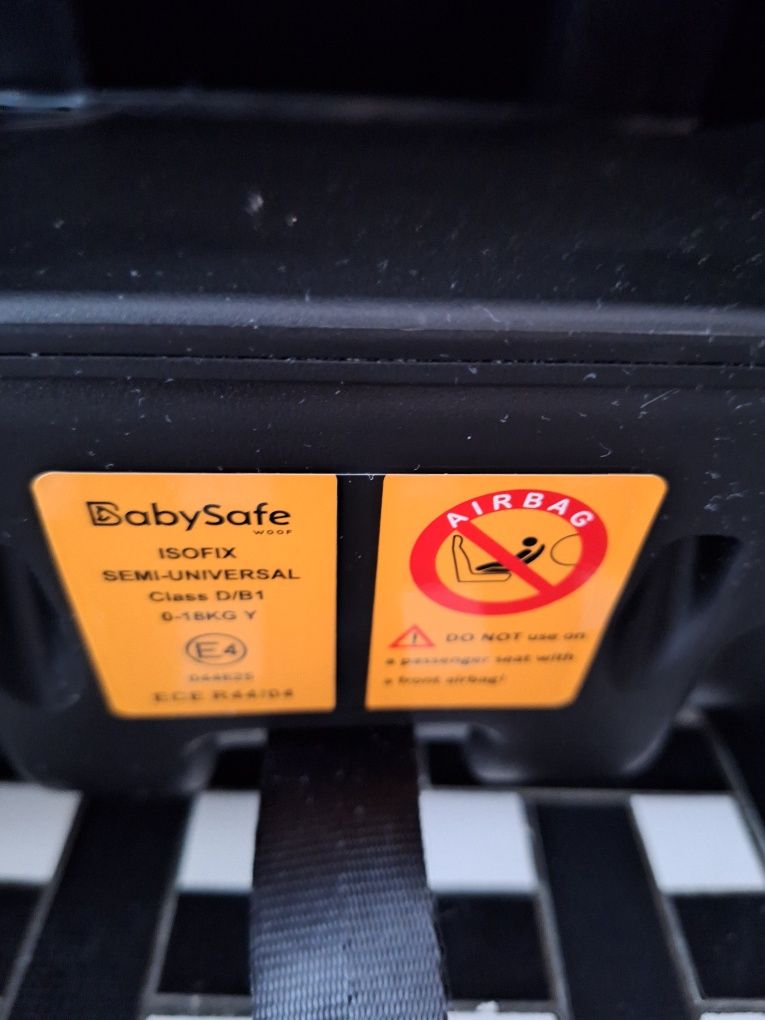 BabySafe
WOOF
ISOFIX
SEMI-UNIVERSAL
Class D/B1
0-18KG Y
E4
ECE R44/04
AIRBAG
DO NOT use on
a passenger seat with
a front airbag!